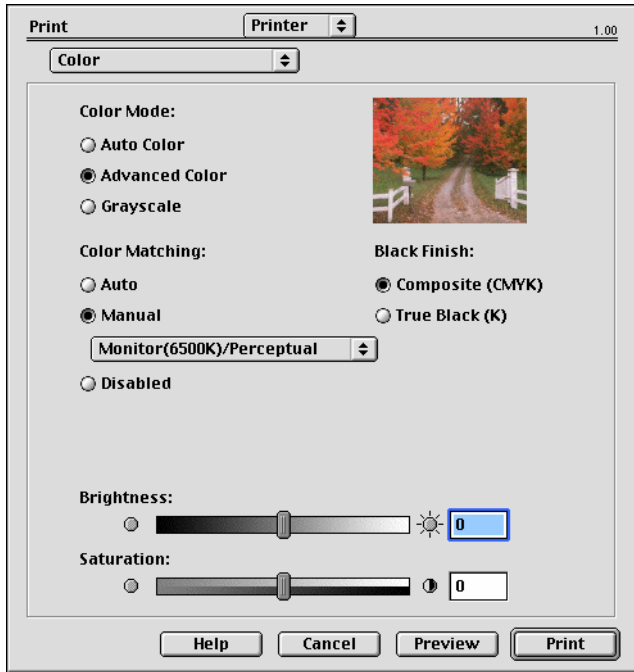 Print Printer 1.00
Color
Color Mode:
Auto Color
Advanced Color
Grayscale
Color Matching: Black Finish:
Auto Composite (CMYK)
Manual True Black (K)
Monitor(6500K)/Perceptual
Disabled
Brightness:
0
Saturation:
0
Help Cancel Preview Print